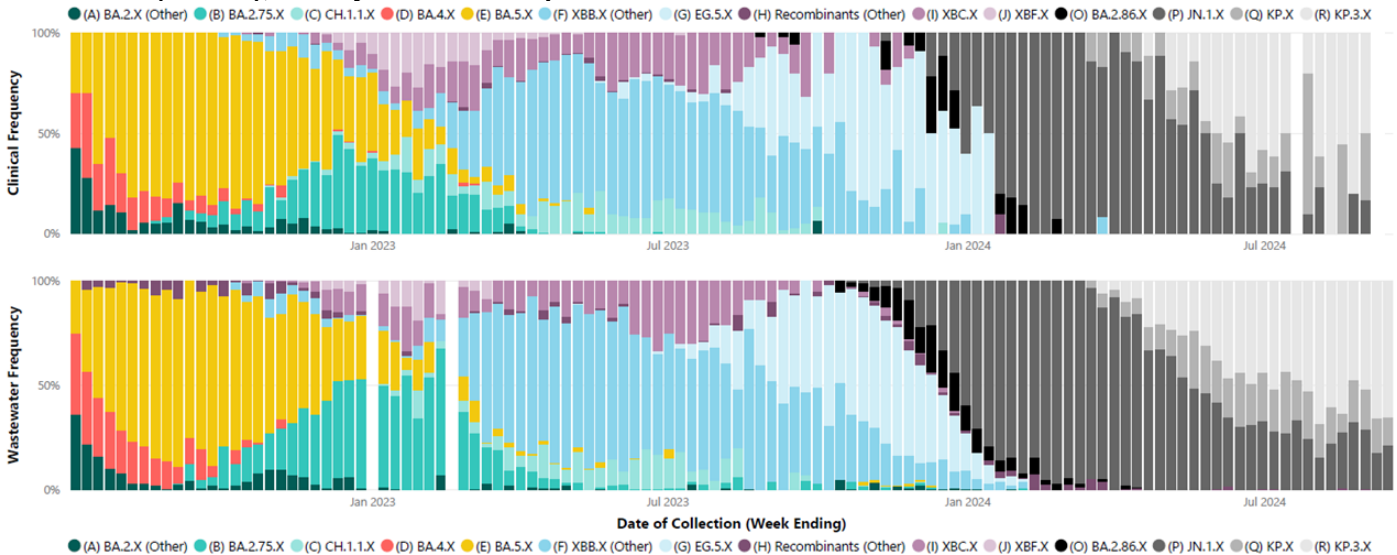 (A) BA.2.X (Other) (B) BA.2.75.X (C) CH.1.1.X (D) BA.4.X (E) BA.5.X (F) XBB.X (Other) (G) EG.5.X (H) Recombinants (Other) (I) XBC.X (J) XBF.X (O) BA.2.86.X (P) JN.1.X (Q) KP.X (R) KP.3.X
Clinical Frequency
100%
50%
0%
Jan 2023 Jul 2023 Jan 2024 Jul 2024
Wastewater Frequency
100%
50%
0%
Jan 2023 Jul 2023 Jan 2024 Jul 2024
Date of Collection (Week Ending)
(A) BA.2.X (Other) (B) BA.2.75.X (C) CH.1.1.X (D) BA.4.X (E) BA.5.X (F) XBB.X (Other) (G) EG.5.X (H) Recombinants (Other) (I) XBC.X (J) XBF.X (O) BA.2.86.X (P) JN.1.X (Q) KP.X (R) KP.3.X